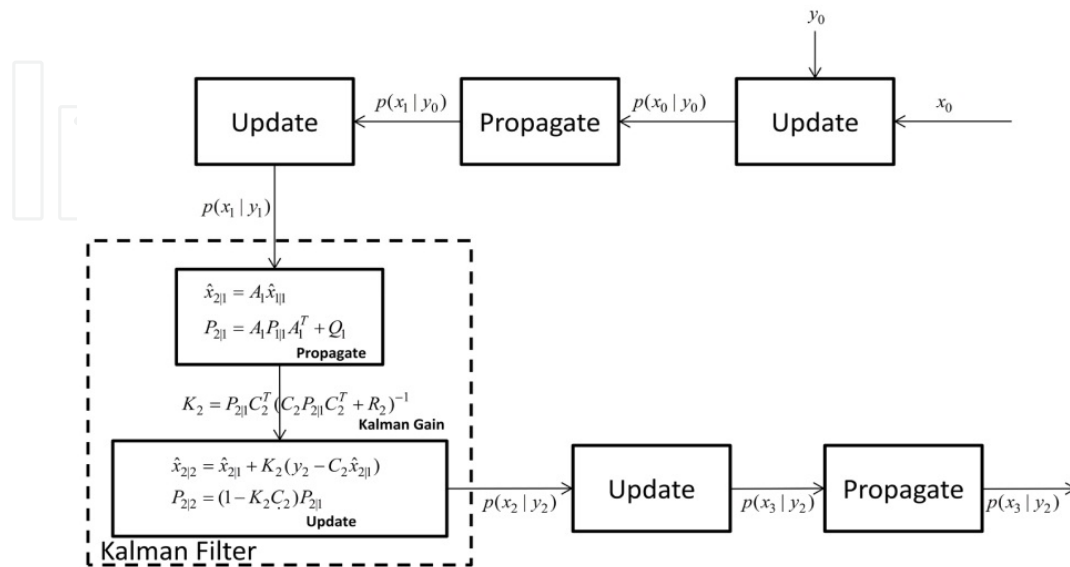 y₀
p(x₁ | y₀)
p(x₀ | y₀)
x₀
Update
Propagate
Update
p(x₁ | y₁)
x̂₂|₁ = A₁x̂₁|₁
P₂|₁ = A₁P₁|₁A₁ᵀ + Q₁
Propagate
K₂ = P₂|₁C₂ᵀ(C₂P₂|₁C₂ᵀ + R₂)⁻¹
Kalman Gain
x̂₂|₂ = x̂₂|₁ + K₂(y₂ − C₂x̂₂|₁)
P₂|₂ = (1 − K₂C₂)P₂|₁
Update
Kalman Filter
p(x₂ | y₂)
Update
p(x₃ | y₂)
Propagate
p(x₃ | y₂)